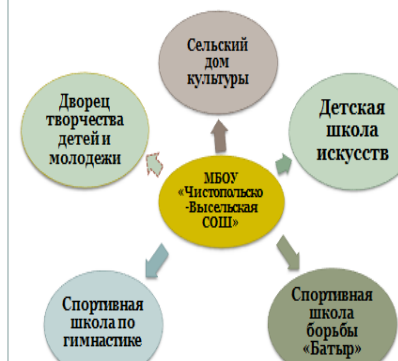 Сельский
дом
культуры
Дворец
творчества
детей и
молодежи
Детская
школа
искусств
МБОУ
«Чистопольско
-Высельская
СОШ»
Спортивная
школа по
гимнастике
Спортивная
школа
борьбы
«Батыр»